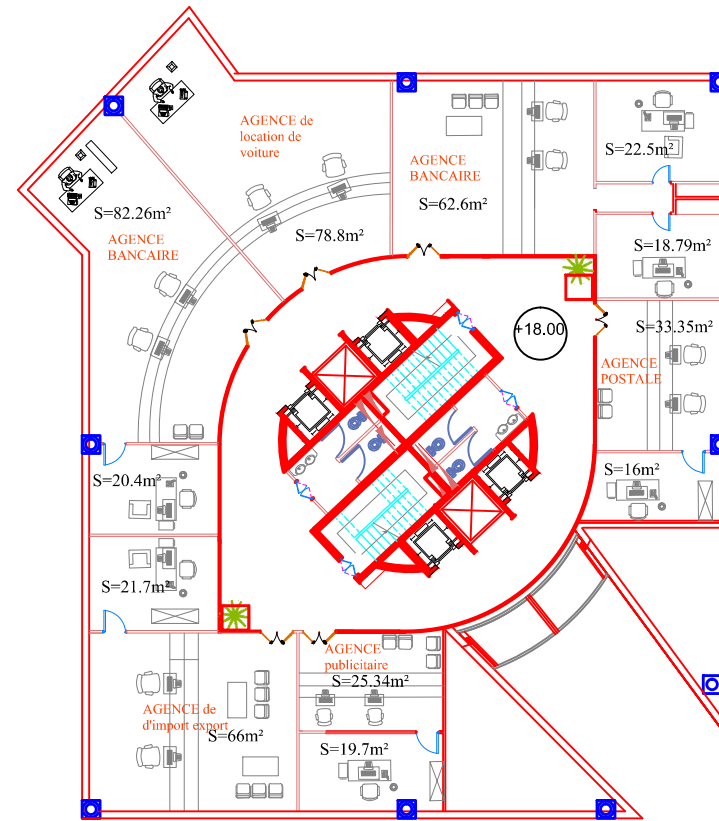 AGENCE de
location de
voiture
S=22.5m²
AGENCE
BANCAIRE
S=62.6m²
S=82.26m²
AGENCE
BANCAIRE
S=78.8m²
S=18.79m²
+18.00
S=33.35m²
AGENCE
POSTALE
S=20.4m²
S=16m²
S=21.7m²
AGENCE
publicitaire
S=25.34m²
AGENCE de
d'import export
S=66m²
S=19.7m²